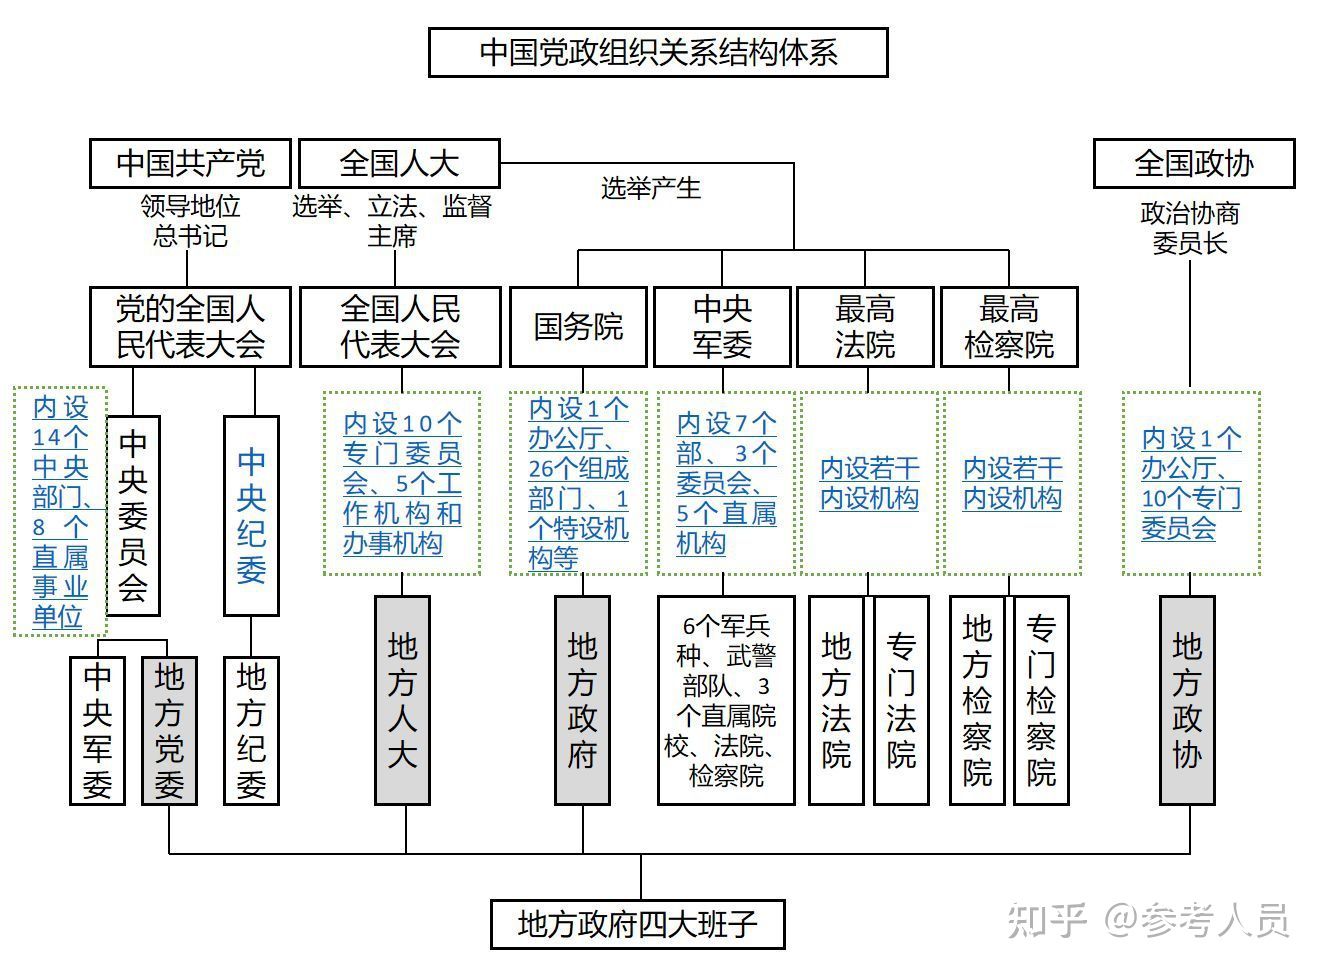 中国党政组织关系结构体系
中国共产党
领导地位
总书记
全国人大
选举、立法、监督
主席
选举产生
全国政协
政治协商
委员长
党的全国人
民代表大会
全国人民
代表大会
国务院
中央
军委
最高
法院
最高
检察院
内设
14个
中央
部门、
8个
直属
事业
单位
中央委员会
中央纪委
内设10个
专门委员
会、5个工
作机构和
办事机构
内设1个
办公厅、
26个组成
部门、1
个特设机
构等
内设7个
部、3个
委员会、
5个直属
机构
内设若干
内设机构
内设若干
内设机构
内设1个
办公厅、
10个专门
委员会
中央军委
地方党委
地方纪委
地方人大
地方政府
6个军兵
种、武警
部队、3
个直属院
校、法院、
检察院
地方法院
专门法院
地方检察院
专门检察院
地方政协
地方政府四大班子
知乎 @参考人员